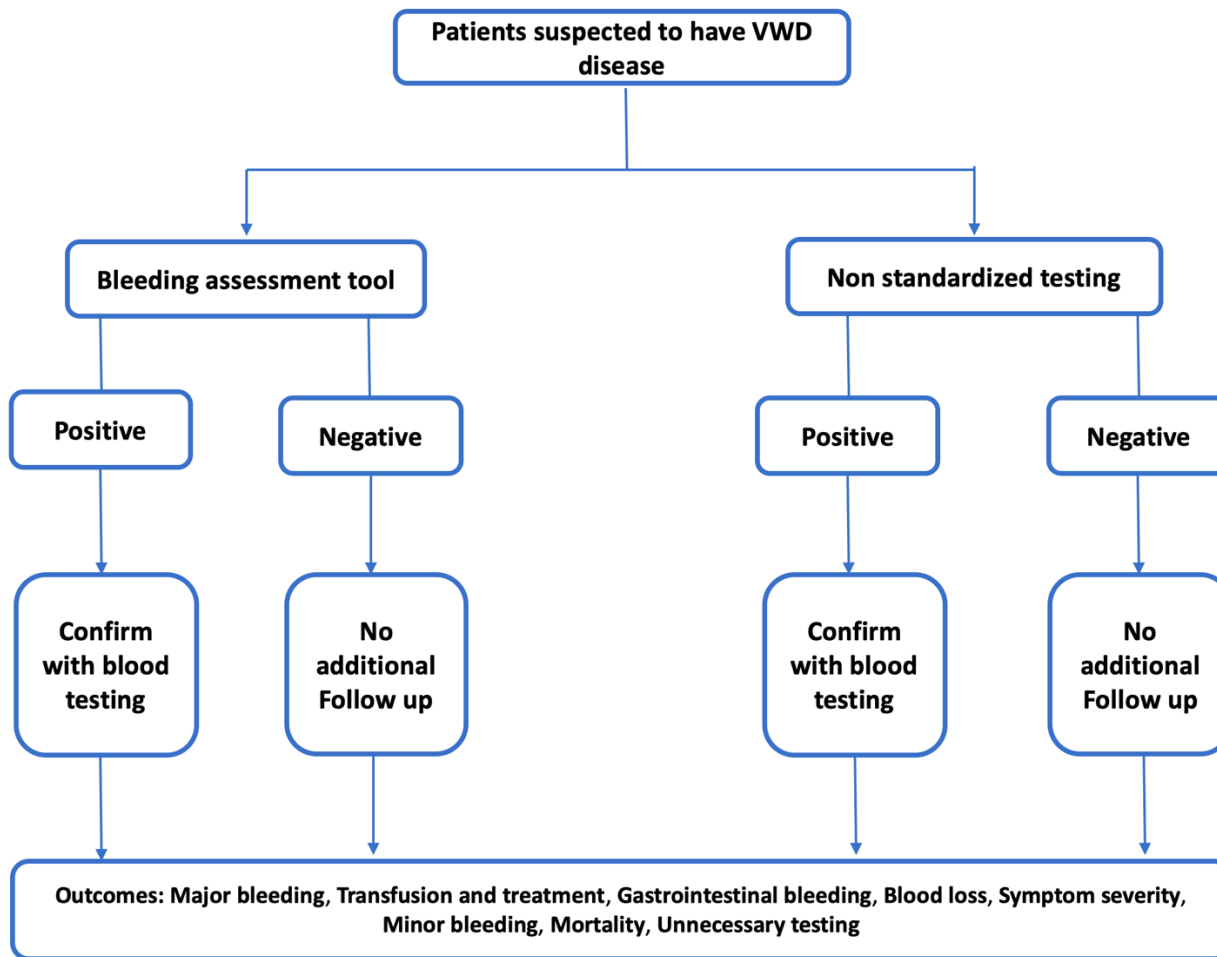 Patients suspected to have VWD
disease
Bleeding assessment tool
Non standardized testing
Positive
Negative
Positive
Negative
Confirm
with blood
testing
No
additional
Follow up
Confirm
with blood
testing
No
additional
Follow up
Outcomes: Major bleeding, Transfusion and treatment, Gastrointestinal bleeding, Blood loss, Symptom severity,
Minor bleeding, Mortality, Unnecessary testing